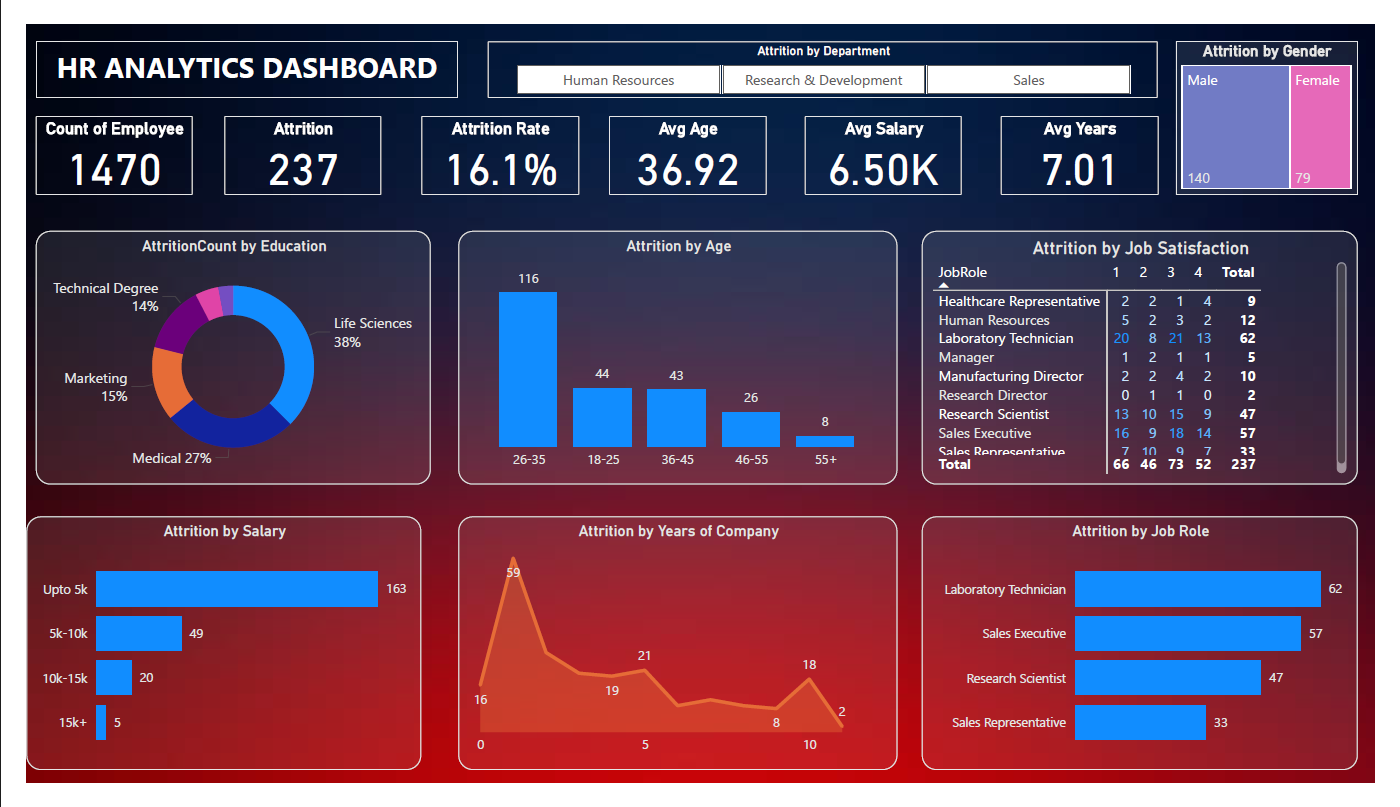 HR ANALYTICS DASHBOARD
Attrition by Department
Human Resources Research & Development Sales
Attrition by Gender
Male Female
140 79
Count of Employee
1470
Attrition
237
Attrition Rate
16.1%
Avg Age
36.92
Avg Salary
6.50K
Avg Years
7.01
AttritionCount by Education
Technical Degree
14%
Life Sciences
38%
Marketing
15%
Medical 27%
Attrition by Age
116
44
43
26
8
26-35 18-25 36-45 46-55 55+
Attrition by Job Satisfaction
JobRole 1 2 3 4 Total
Healthcare Representative 2 2 1 4 9
Human Resources 5 2 3 2 12
Laboratory Technician 20 8 21 13 62
Manager 1 2 1 1 5
Manufacturing Director 2 2 4 2 10
Research Director 0 1 1 0 2
Research Scientist 13 10 15 9 47
Sales Executive 16 9 18 14 57
Sales Representative 7 10 9 7 33
Total 66 46 73 52 237
Attrition by Salary
Upto 5k 163
5k-10k 49
10k-15k 20
15k+ 5
Attrition by Years of Company
59
16
19
21
8
18
2
0 5 10
Attrition by Job Role
Laboratory Technician 62
Sales Executive 57
Research Scientist 47
Sales Representative 33